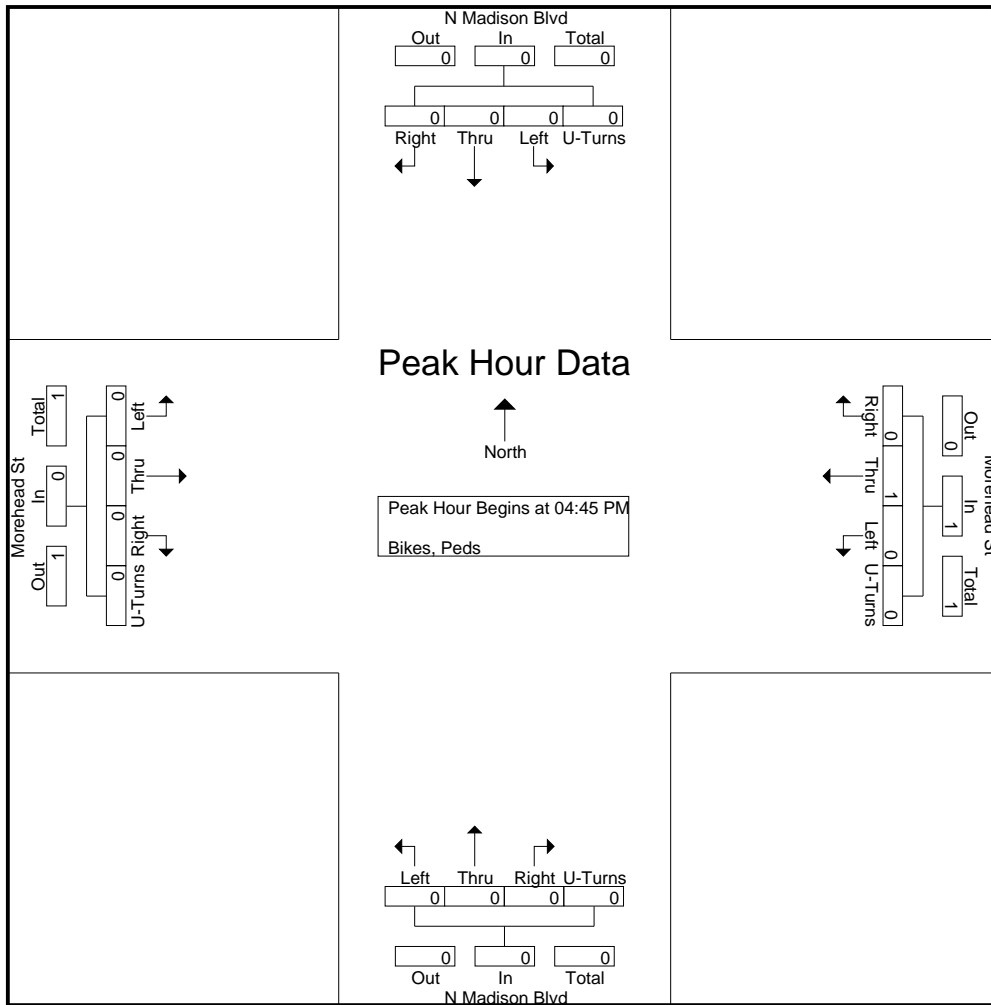 N Madison Blvd
Out In Total
0 0 0
0 0 0 0
Right Thru Left U-Turns
Peak Hour Data
North
Peak Hour Begins at 04:45 PM
Bikes, Peds
Morehead St
Total In Out
1 0 1
0 0 0 0
Left Thru Right U-Turns
Right Thru Left U-Turns
0 1 0 0
Out In Total
0 1 1
Morehead St
Left Thru Right U-Turns
0 0 0 0
0 0 0
Out In Total
N Madison Blvd